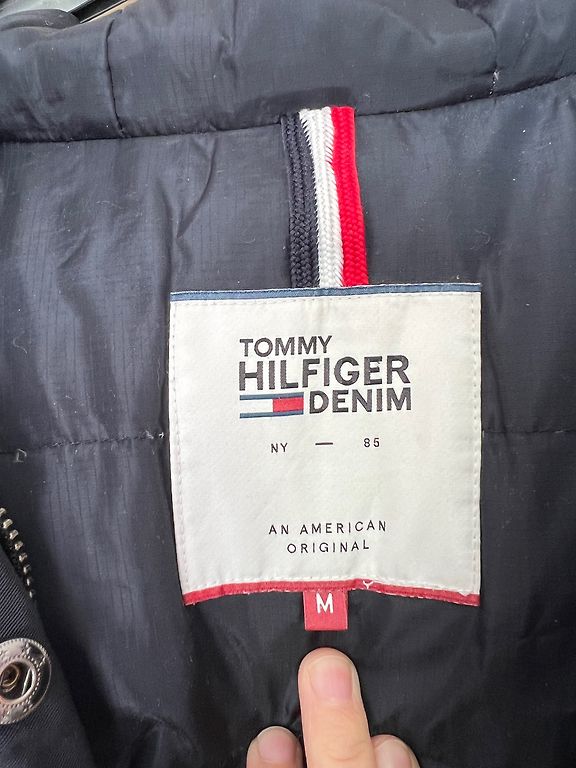 TOMMY
HILFIGER
DENIM
NY — 85
AN AMERICAN
ORIGINAL
M